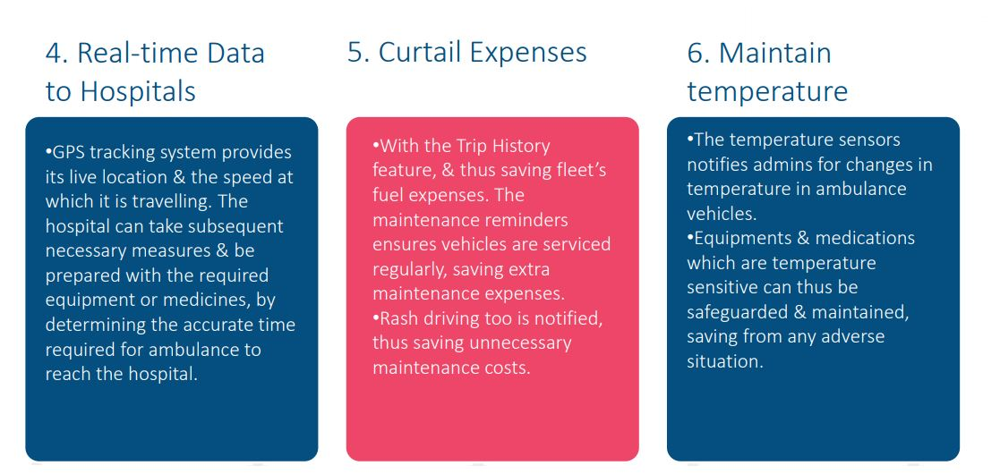 4. Real-time Data
to Hospitals
•GPS tracking system provides
its live location & the speed at
which it is travelling. The
hospital can take subsequent
necessary measures & be
prepared with the required
equipment or medicines, by
determining the accurate time
required for ambulance to
reach the hospital.
5. Curtail Expenses
•With the Trip History
feature, & thus saving fleet’s
fuel expenses. The
maintenance reminders
ensures vehicles are serviced
regularly, saving extra
maintenance expenses.
•Rash driving too is notified,
thus saving unnecessary
maintenance costs.
6. Maintain
temperature
•The temperature sensors
notifies admins for changes in
temperature in ambulance
vehicles.
•Equipments & medications
which are temperature
sensitive can thus be
safeguarded & maintained,
saving from any adverse
situation.